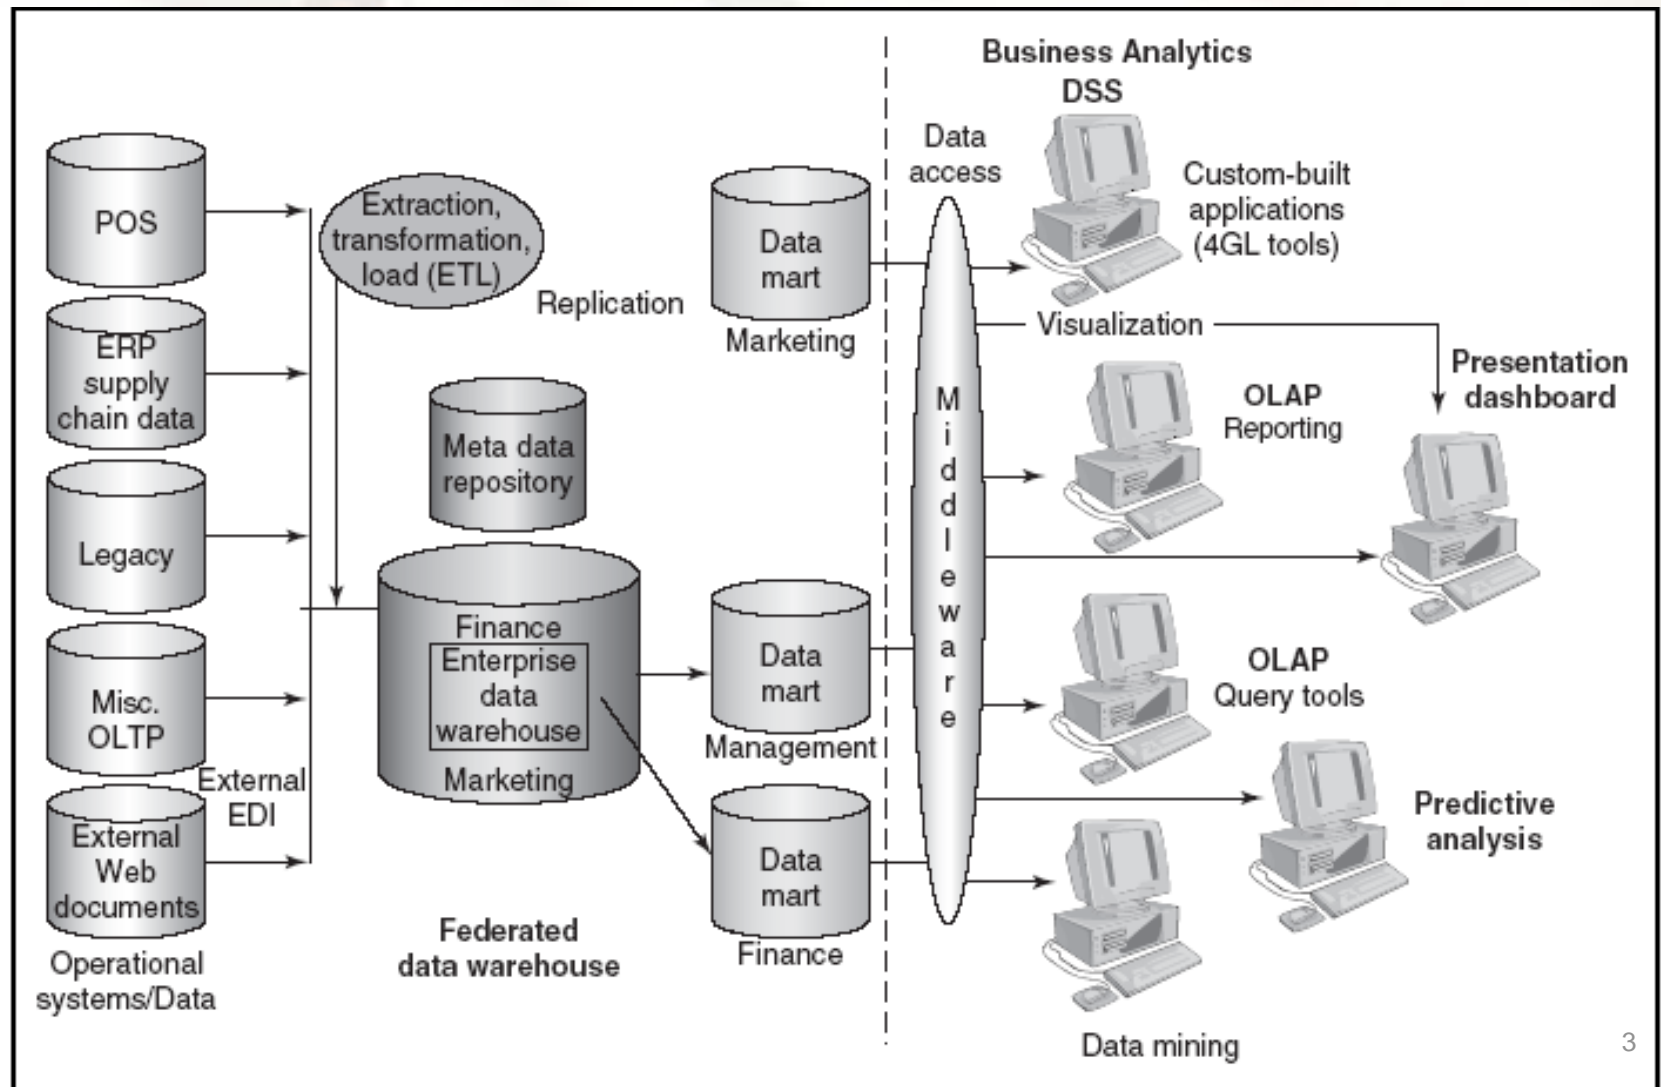 Business Analytics
DSS
Data
access
Custom-built
applications
(4GL tools)
POS
Extraction,
transformation,
load (ETL)
Replication
Data
mart
Marketing
Visualization
ERP
supply
chain data
Meta data
repository
M
i
d
d
l
e
w
a
r
e
OLAP
Reporting
Presentation
dashboard
Legacy
Finance
Enterprise
data
warehouse
Marketing
Data
mart
Management
OLAP
Query tools
Misc.
OLTP
External
EDI
External
Web
documents
Data
mart
Finance
Predictive
analysis
Operational
systems/Data
Federated
data warehouse
Data mining
3